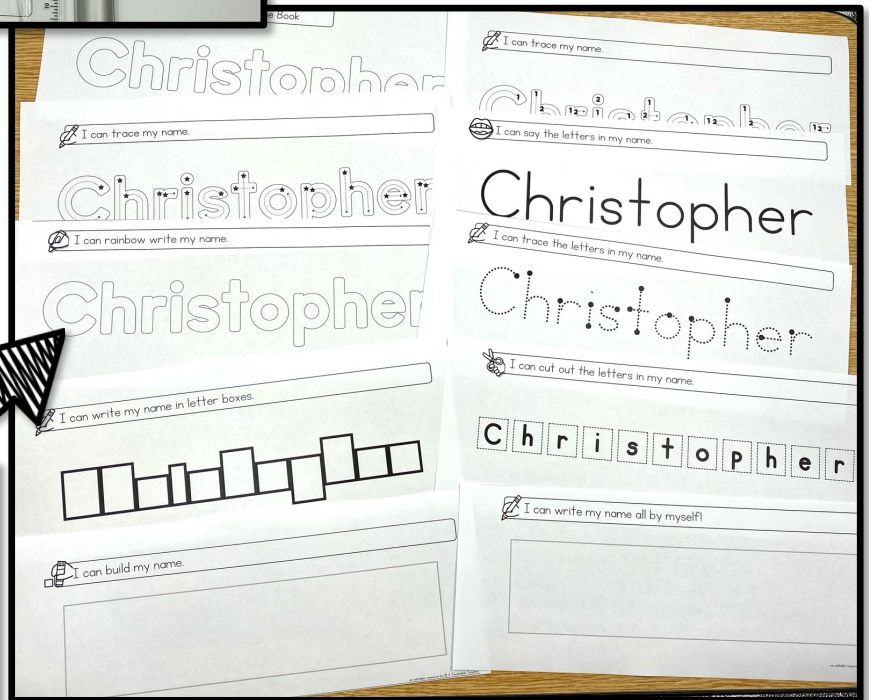 Book
Christopher
I can trace my name.
Christopher
I can rainbow write my name.
Christopher
I can write my name in letter boxes.
I can build my name.
I can trace my name.
Christopher
I can say the letters in my name.
Christopher
I can trace the letters in my name.
Christopher
I can cut out the letters in my name.
C h r i s t o p h e r
I can write my name all by myself!